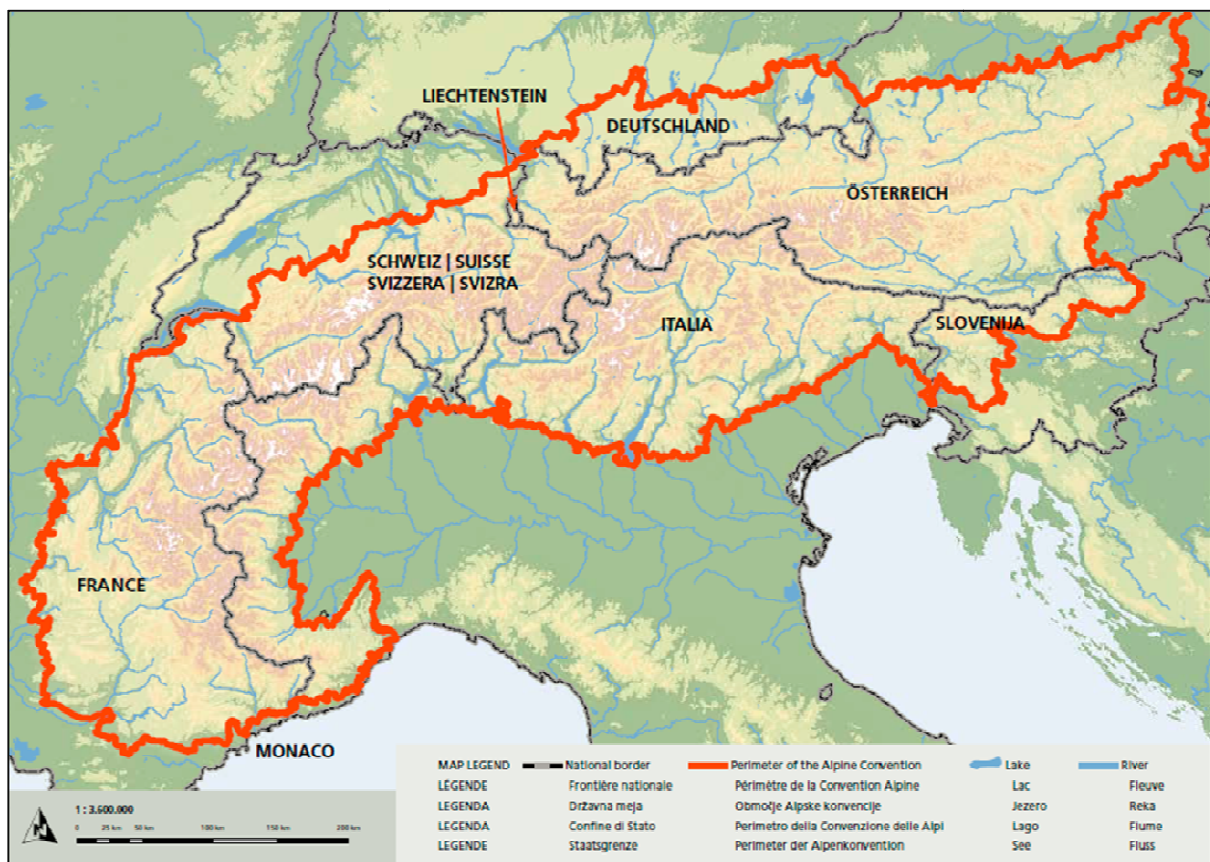 LIECHTENSTEIN
DEUTSCHLAND
ÖSTERREICH
SCHWEIZ | SUISSE
SVIZZERA | SVIZRA
ITALIA
SLOVENIJA
FRANCE
MONACO
MAP LEGEND National border Perimeter of the Alpine Convention Lake River
LÉGENDE Frontière nationale Périmètre de la Convention Alpine Lac Fleuve
LEGENDA Državna meja Območje Alpske konvencije Jezero Reka
LEGENDA Confine di Stato Perimetro della Convenzione delle Alpi Lago Fiume
LEGENDE Staatsgrenze Perimeter der Alpenkonvention See Fluss
N
1 : 3.600.000
0 25 km 50 km 100 km 150 km 200 km